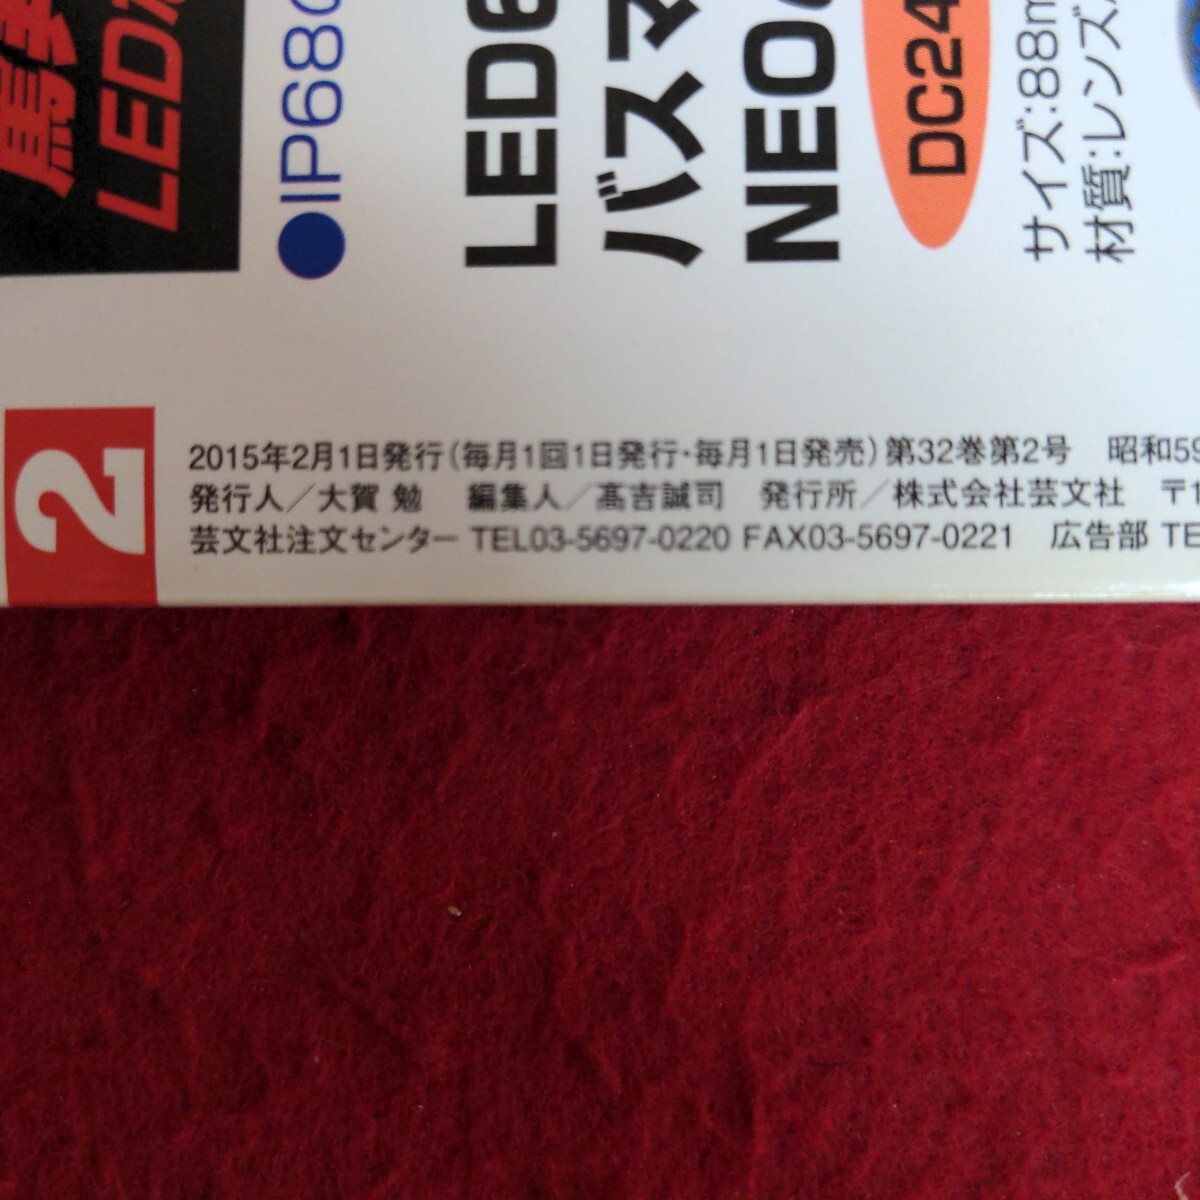 LED
IP68
LED6
バスマ
NEO
DC24
サイズ:88m
材質:レンズ
2
2015年2月1日発行(毎月1回1日発行・毎月1日発売)第32巻第2号 昭和59
発行人／大賀 勉 編集人／髙吉誠司 発行所／株式会社芸文社 〒1
芸文社注文センター TEL03-5697-0220 FAX03-5697-0221 広告部 TE